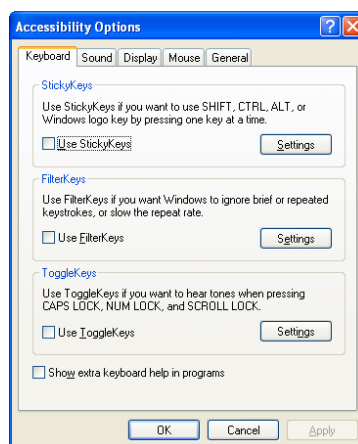 Accessibility Options
Keyboard Sound Display Mouse General
StickyKeys
Use StickyKeys if you want to use SHIFT, CTRL, ALT, or
Windows logo key by pressing one key at a time.
Use StickyKeys Settings
FilterKeys
Use FilterKeys if you want Windows to ignore brief or repeated
keystrokes, or slow the repeat rate.
Use FilterKeys Settings
ToggleKeys
Use ToggleKeys if you want to hear tones when pressing
CAPS LOCK, NUM LOCK, and SCROLL LOCK.
Use ToggleKeys Settings
Show extra keyboard help in programs
OK Cancel Apply